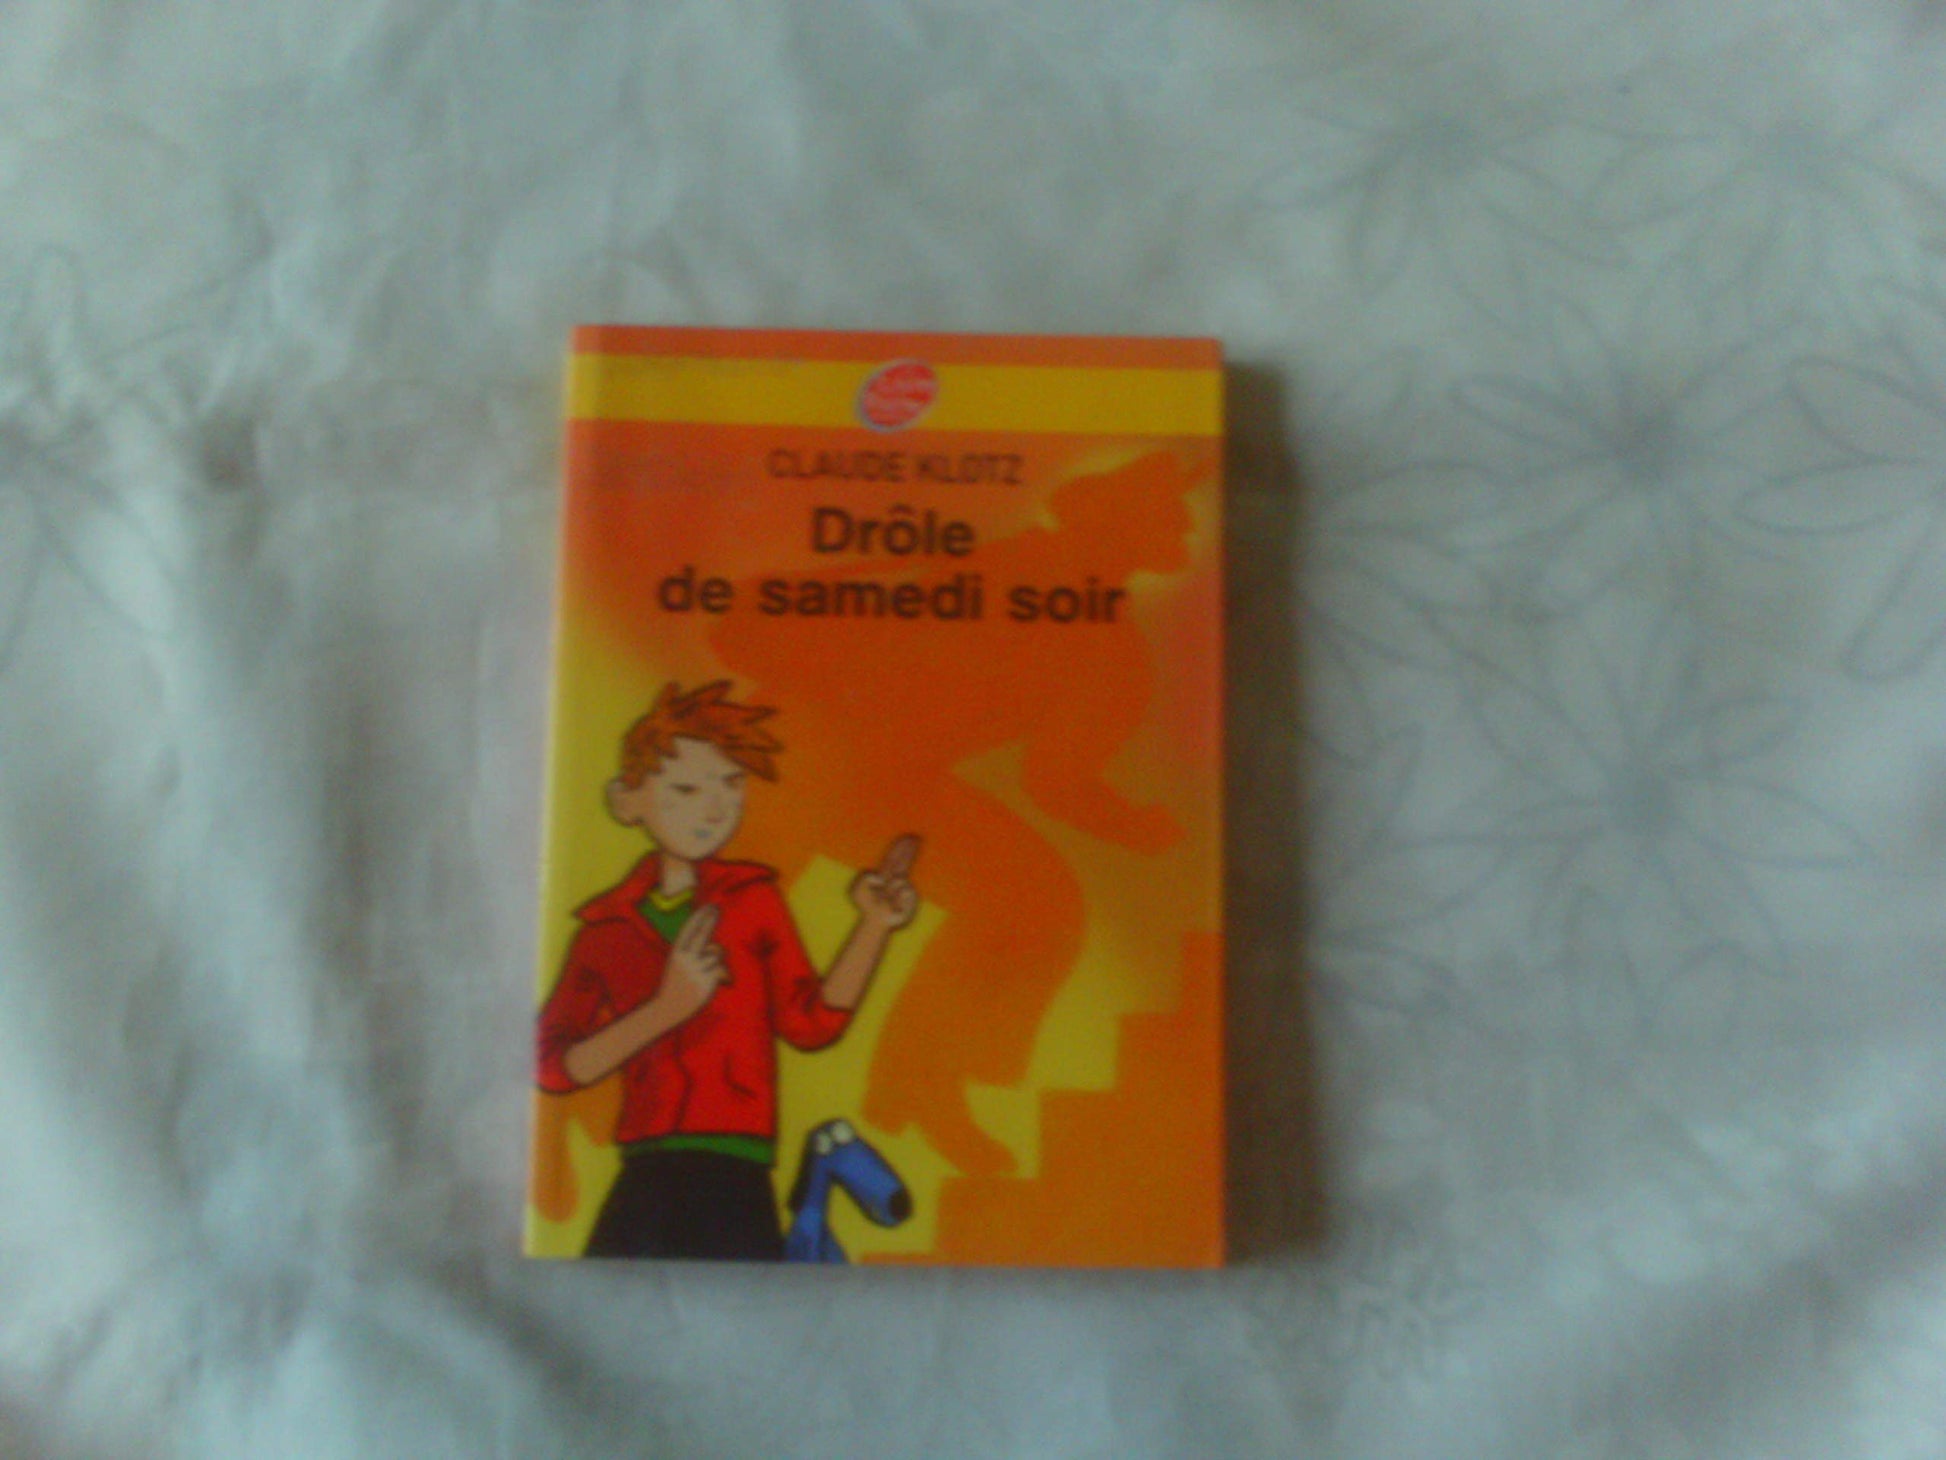 CLAUDE KLOTZ
Drôle
de samedi soir